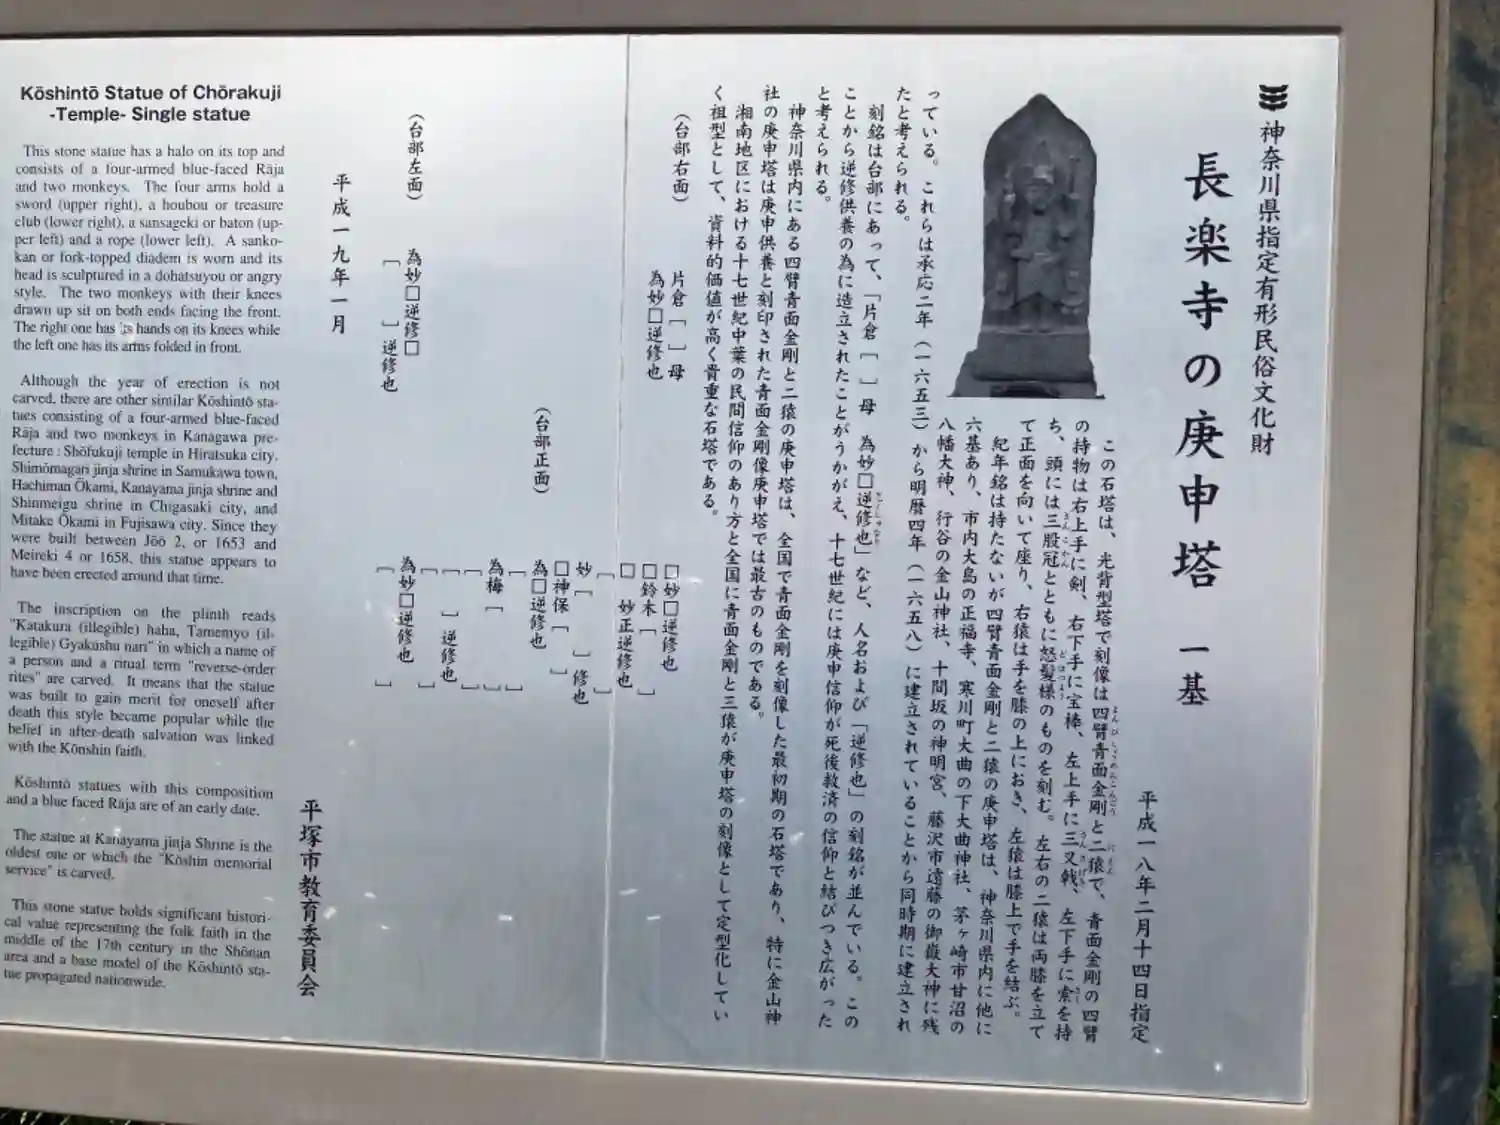 神奈川県指定有形民俗文化財
長楽寺の庚申塔 一基
平成一八年二月十四日指定
この石塔は、光背型塔で刻像は四臂青面金剛と二猿で、青面金剛の四臂
の持物は右上手に剣、右下手に宝棒、左上手に三叉戟、左下手に索を持
ち、頭には三股冠とともに怒髪様のものを刻む。左右の二猿は両膝を立て
て正面を向いて座り、右猿は手を膝の上におき、左猿は膝上で手を結ぶ。
紀年銘は持たないが四臂青面金剛と二猿の庚申塔は、神奈川県内に他に
六基あり、市内大島の正福寺、寒川町大曲の下大曲神社、茅ヶ崎市甘沼の
八幡大神、行谷の金山神社、十間坂の神明宮、藤沢市遠藤の御嶽大神に残
っている。これらは承応二年（一六五三）から明暦四年（一六五八）に建立されていることから同時期に建立され
たと考えられる。
刻銘は台部にあって、「片倉［ ］母 為妙□逆修也」など、人名および「逆修也」の刻銘が並んでいる。この
ことから逆修供養の為に造立されたことがうかがえ、十七世紀には庚申信仰が死後救済の信仰と結びつき広がった
と考えられる。
神奈川県内にある四臂青面金剛と二猿の庚申塔は、全国で青面金剛を刻像した最初期の石塔であり、特に金山神
社の庚申塔は庚申供養と刻印された青面金剛像庚申塔では最古のものである。
湘南地区における十七世紀中葉の民間信仰のあり方と全国に青面金剛と三猿が庚申塔の刻像として定型化してい
く祖型として、資料的価値が高く貴重な石塔である。
（台部右面） 片倉［ ］母
為妙□逆修也
（台部正面）
□妙□逆修也
□鈴木［ ］
□ 妙正逆修也
［ ］
妙［ ］修也
□神保［ ］
為□逆修也
［ ］
為梅［ ］
［ ］
［ ］逆修也
［ ］
為妙□逆修也
［ ］
（台部左面） 為妙□逆修□
［ ］逆修也
平成一九年一月
平塚市教育委員会
Kōshintō Statue of Chōrakuji
-Temple- Single statue
This stone statue has a halo on its top and
consists of a four-armed blue-faced Rāja
and two monkeys. The four arms hold a
sword (upper right), a houbou or treasure
club (lower right), a sansageki or baton (up-
per left) and a rope (lower left). A sanko-
kan or fork-topped diadem is worn and its
head is sculptured in a dohatsuyou or angry
style. The two monkeys with their knees
drawn up sit on both ends facing the front.
The right one has its hands on its knees while
the left one has its arms folded in front.
Although the year of erection is not
carved, there are other similar Kōshintō sta-
tues consisting of a four-armed blue-faced
Rāja and two monkeys in Kanagawa pre-
fecture : Shōfukuji temple in Hiratsuka city,
Shimōmagari jinja shrine in Samukawa town,
Hachiman Ōkami, Kanayama jinja shrine and
Shinmeigu shrine in Chigasaki city, and
Mitake Ōkami in Fujisawa city. Since they
were built between Jōō 2, or 1653 and
Meireki 4 or 1658, this statue appears to
have been erected around that time.
The inscription on the plinth reads
"Katakura (illegible) haha, Tamemyo (il-
legible) Gyakushu nari" in which a name of
a person and a ritual term "reverse-order
rites" are carved. It means that the statue
was built to gain merit for oneself after
death this style became popular while the
belief in after-death salvation was linked
with the Kōnshin faith.
Kōshintō statues with this composition
and a blue faced Rāja are of an early date.
The statue at Kanayama jinja Shrine is the
oldest one or which the "Kōshin memorial
service" is carved.
This stone statue bolds significant histori-
cal value representing the folk faith in the
middle of the 17th century in the Shōnan
area and a base model of the Kōshintō sta-
tue propagated nationwide.